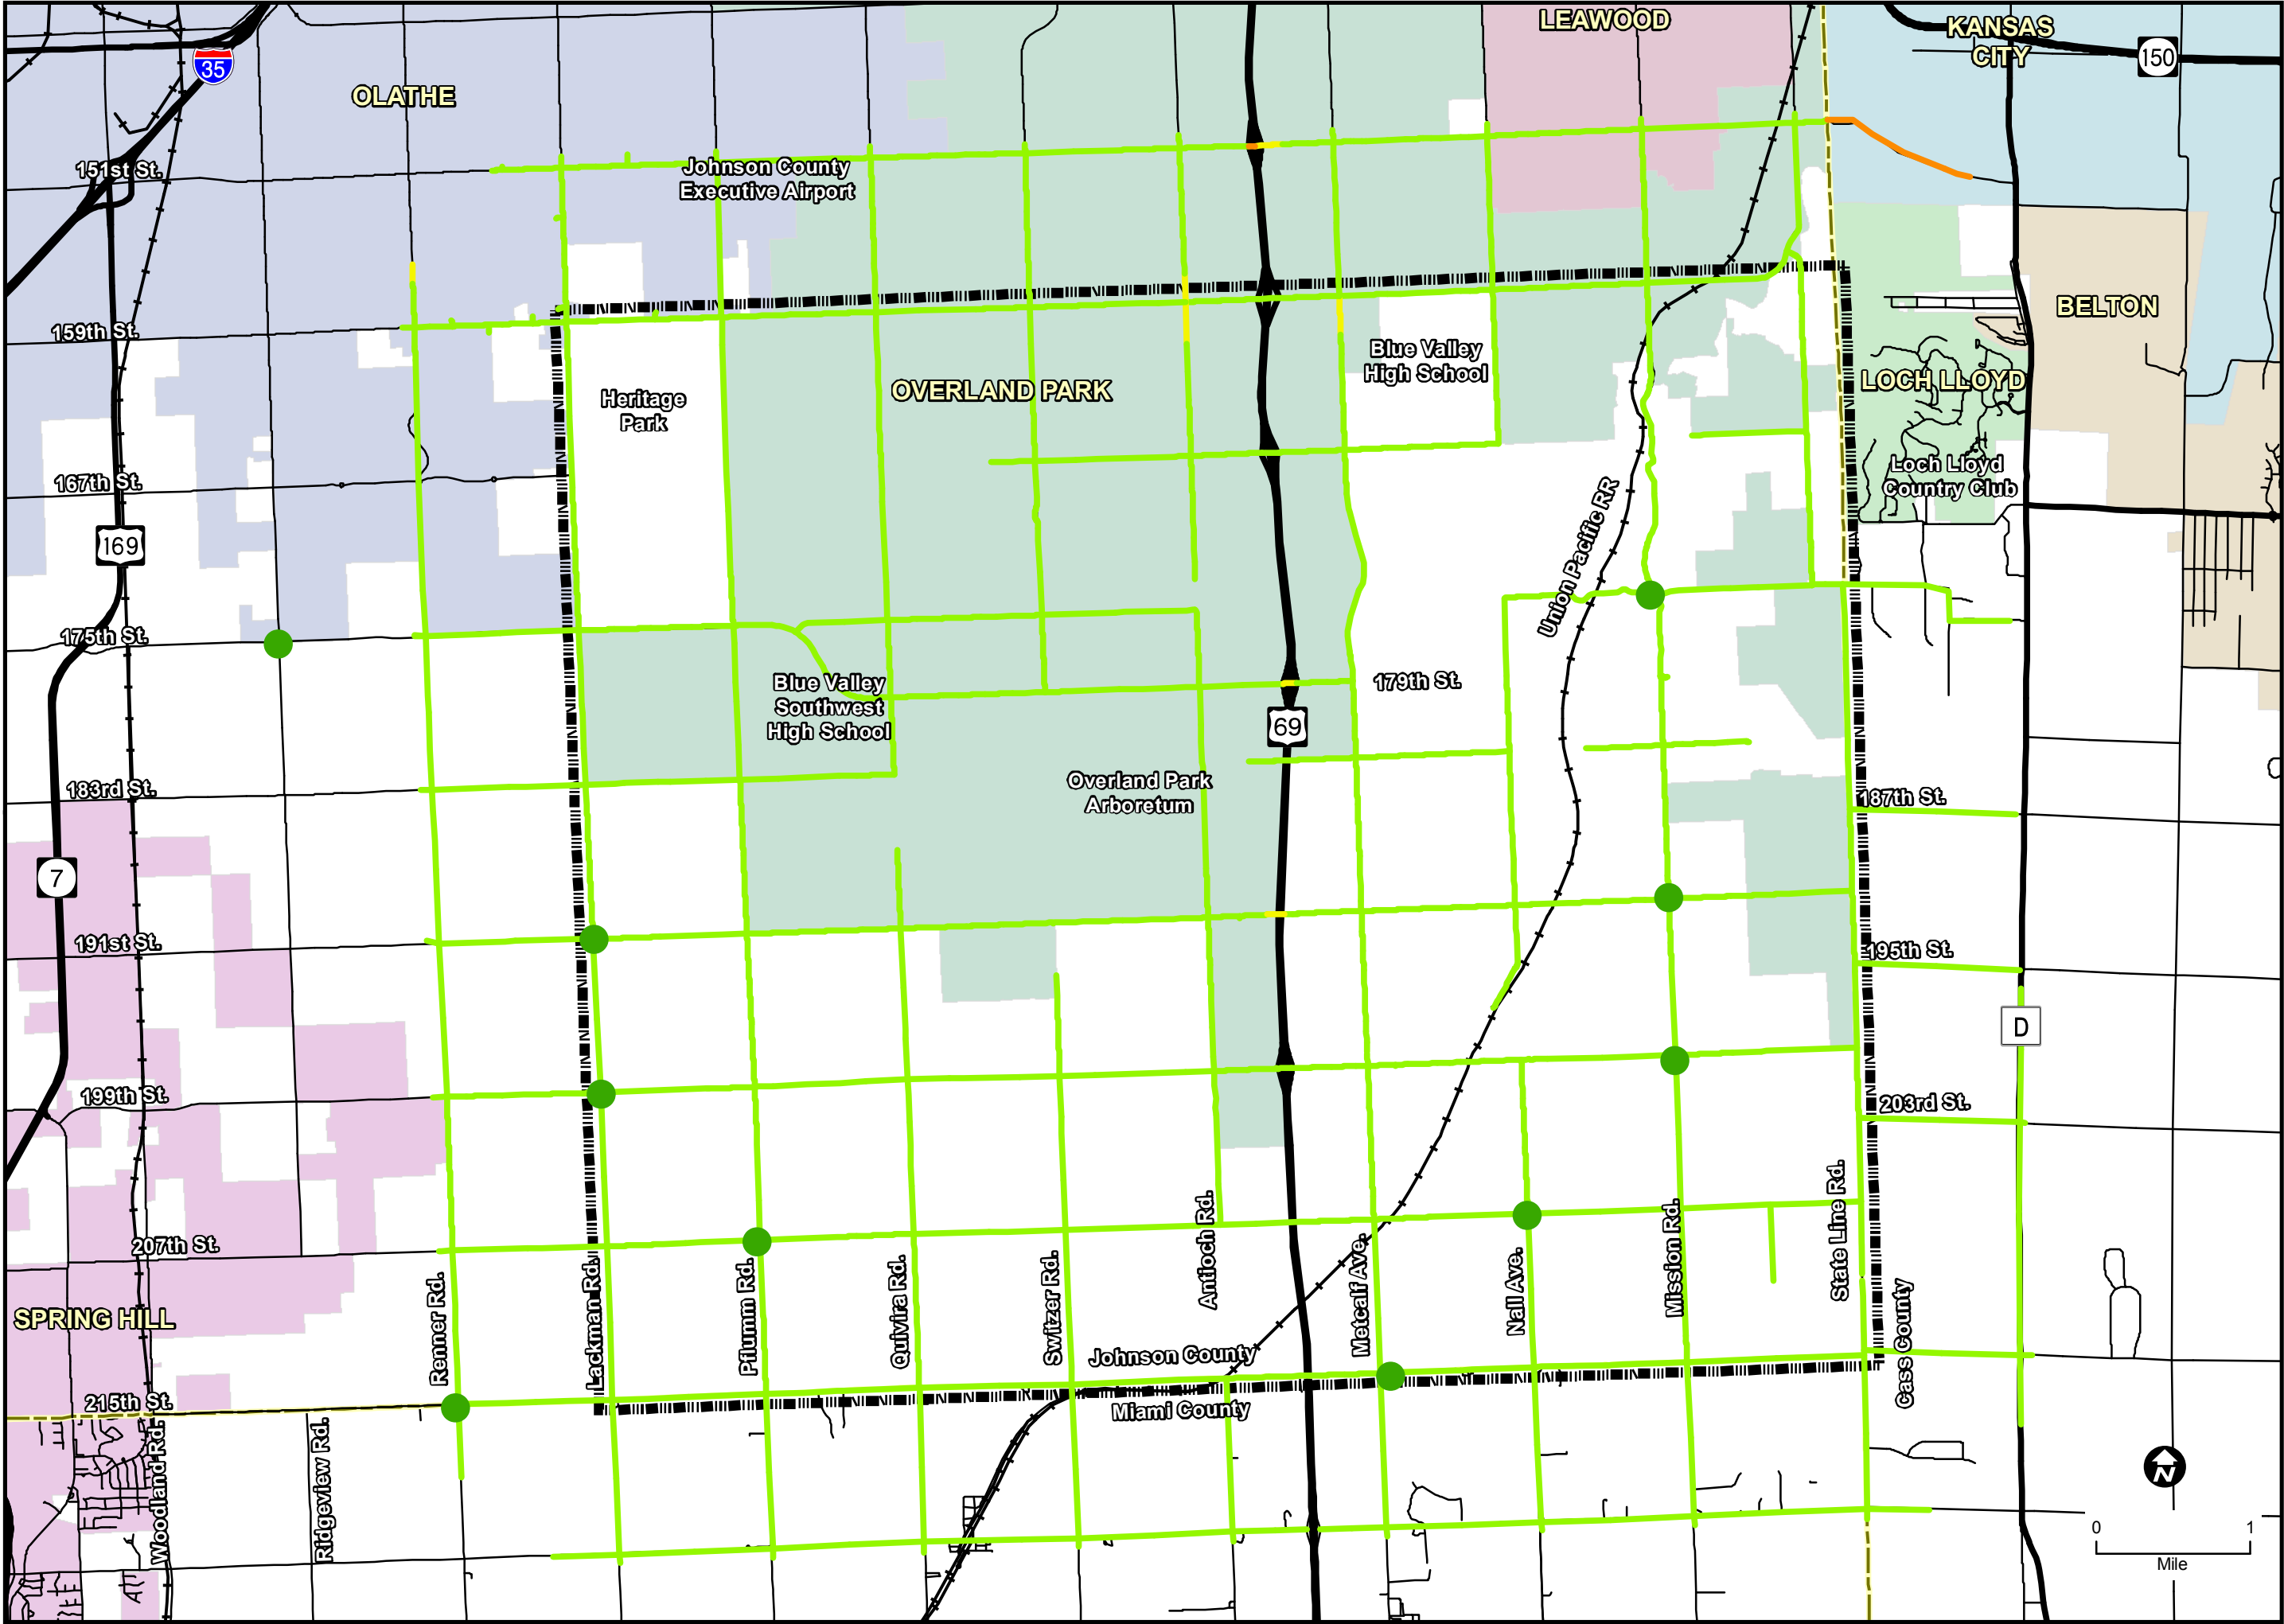 LEAWOOD
KANSAS
CITY
150
35
OLATHE
151st St.
Johnson County
Executive Airport
BELTON
159th St.
Blue Valley
High School
LOCH LLOYD
OVERLAND PARK
Heritage
Park
Loch Lloyd
Country Club
167th St.
Union Pacific RR
169
175th St.
179th St.
Blue Valley
Southwest
High School
69
Overland Park
Arboretum
183rd St.
187th St.
7
191st St.
195th St.
D
199th St.
203rd St.
207th St.
SPRING HILL
Renner Rd.
Lackman Rd.
Pflumm Rd.
Quivira Rd.
Switzer Rd.
Antioch Rd.
Metcalf Ave.
Nall Ave.
Mission Rd.
State Line Rd.
Cass County
Johnson County
Miami County
215th St.
Woodland Rd.
Ridgeview Rd.
N
0 1
Mile